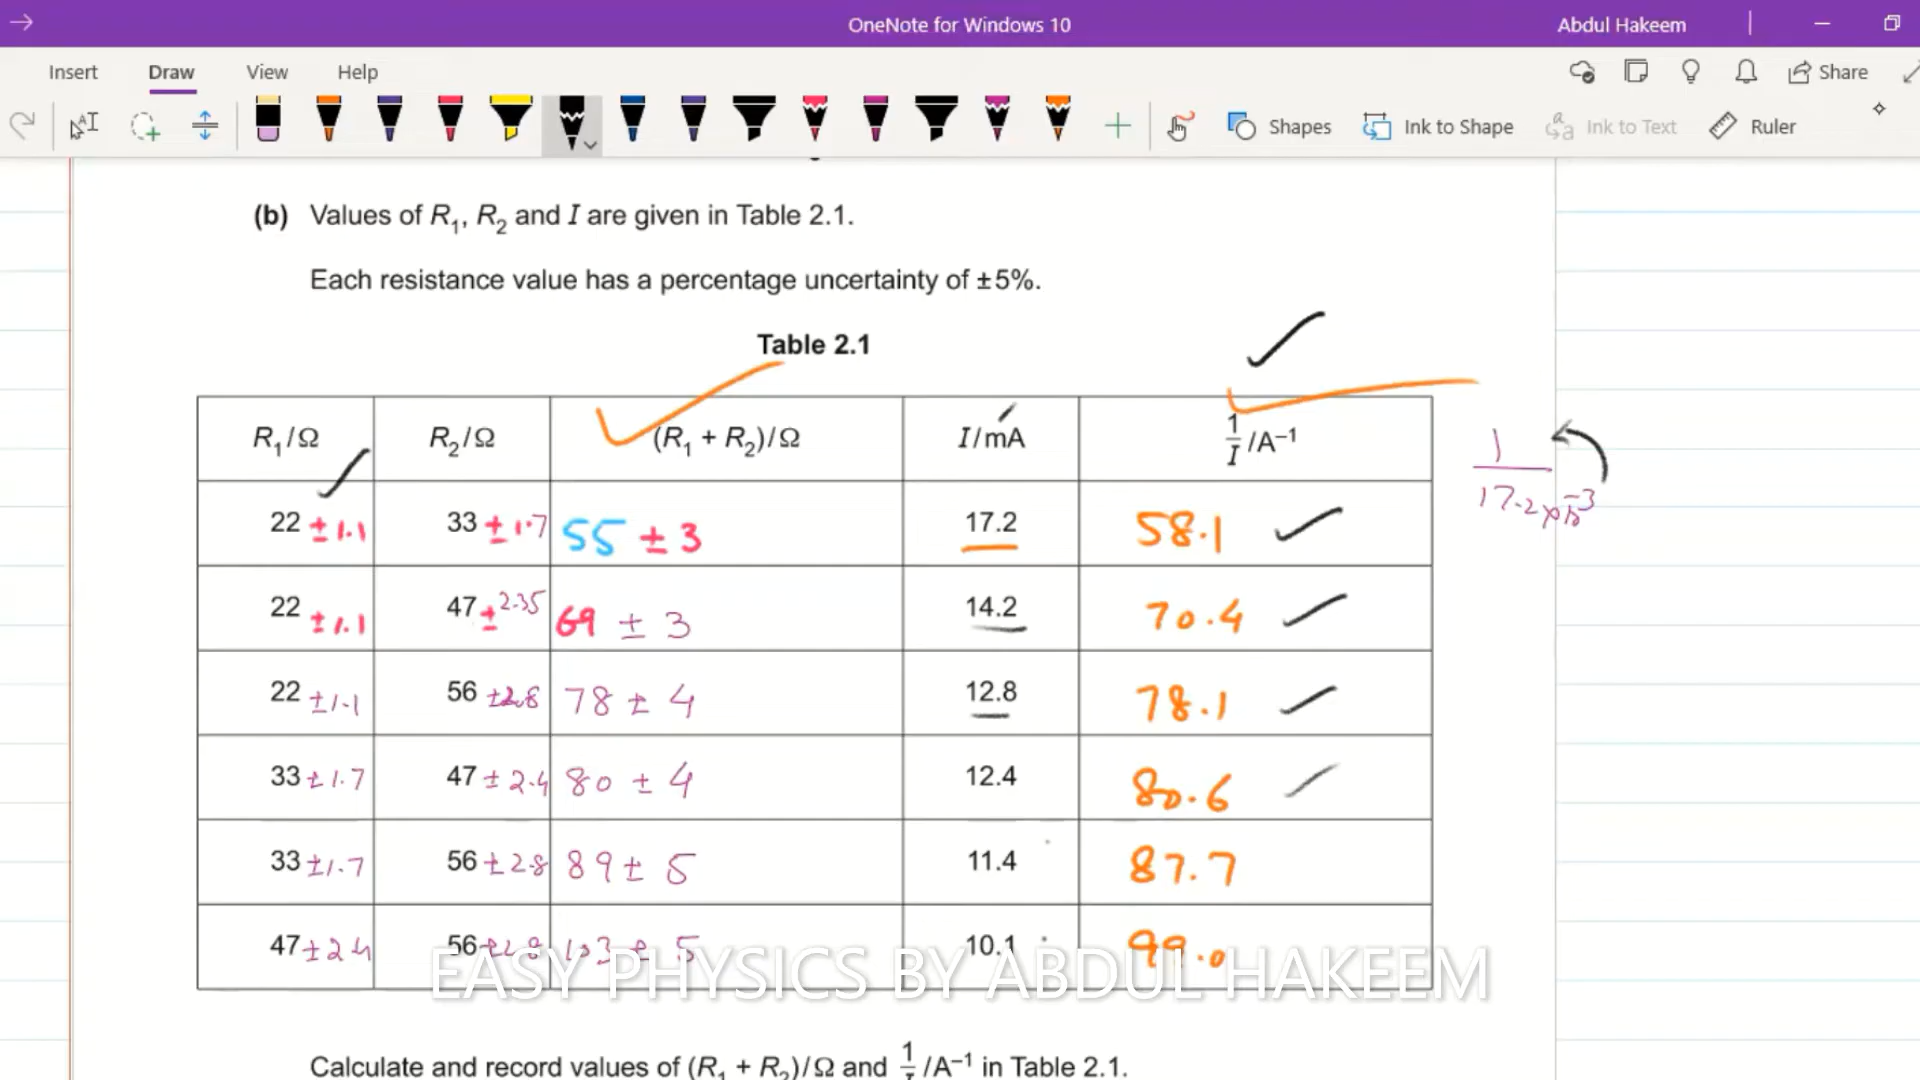 OneNote for Windows 10
Abdul Hakeem
Insert Draw View Help
Share
Shapes Ink to Shape Ink to Text Ruler
(b) Values of R1, R2 and I are given in Table 2.1.
Each resistance value has a percentage uncertainty of ±5%.
Table 2.1
R1/Ω R2/Ω (R1 + R2)/Ω I/mA 1/I /A⁻¹
1/17.2×10⁻³
22 ±1.1 33 ±1.7 55 ±3 17.2 58.1
22 ±1.1 47 ±2.35 69 ± 3 14.2 70.4
22 ±1.1 56 ±2.8 78 ± 4 12.8 78.1
33 ±1.7 47 ±2.4 80 ± 4 12.4 80.6
33 ±1.7 56 ±2.8 89 ± 5 11.4 87.7
47 ±2.4 56 ±2.8 103 ± 5 10.1 99.0
EASY PHYSICS BY ABDUL HAKEEM
Calculate and record values of (R1 + R2)/Ω and 1/I /A⁻¹ in Table 2.1.